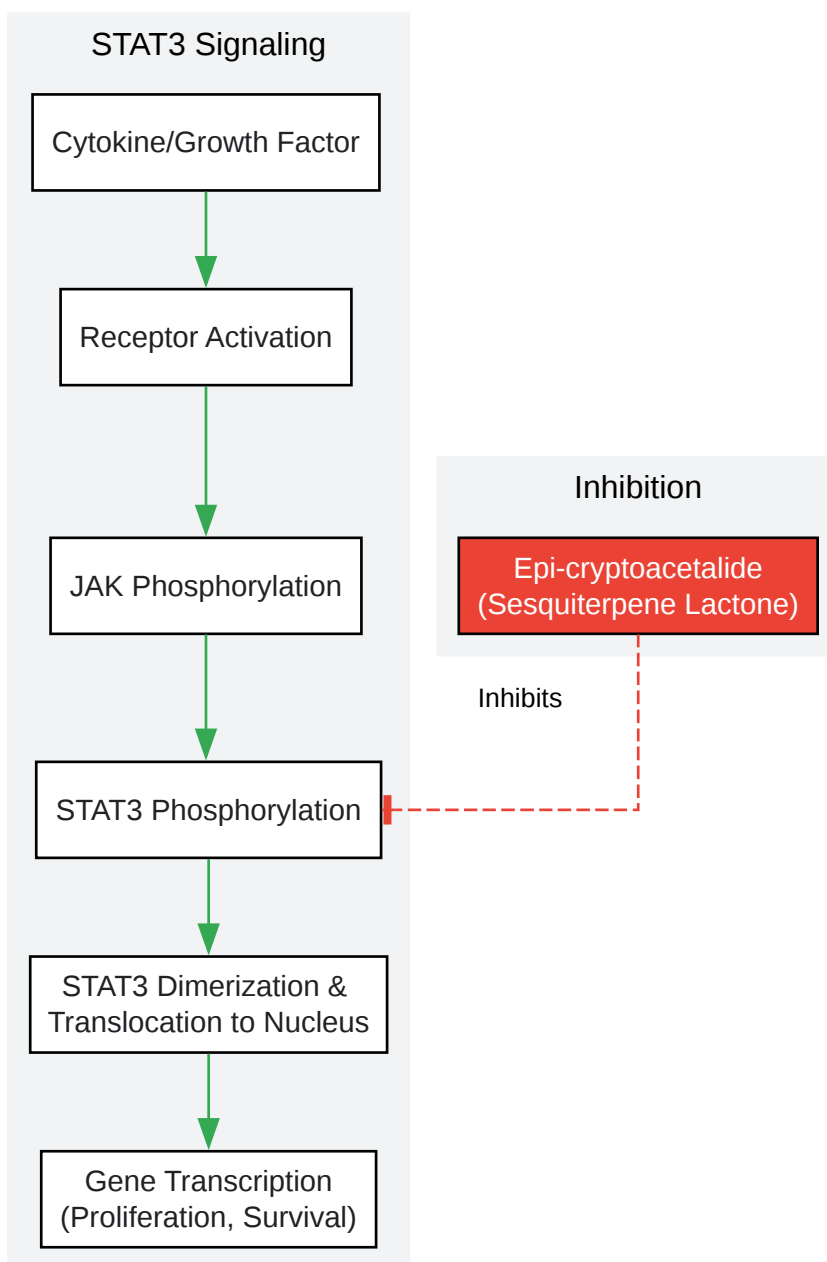 STAT3 Signaling
Cytokine/Growth Factor
Receptor Activation
JAK Phosphorylation
Inhibition
Epi-cryptoacetalide
(Sesquiterpene Lactone)
Inhibits
STAT3 Phosphorylation
STAT3 Dimerization &
Translocation to Nucleus
Gene Transcription
(Proliferation, Survival)